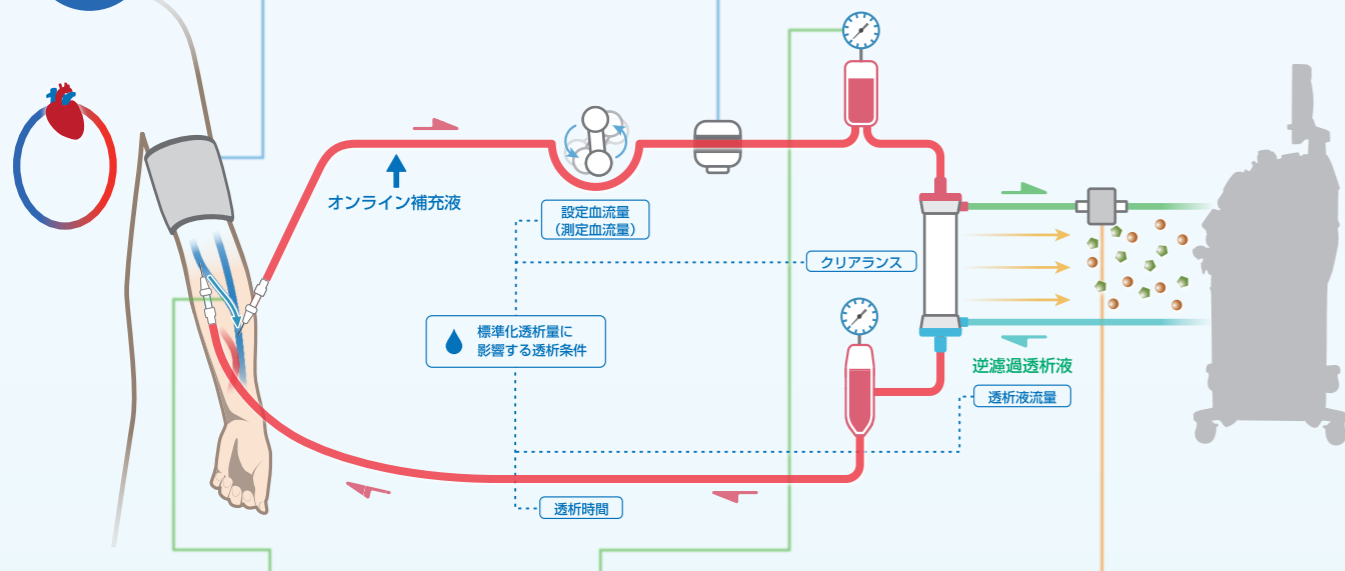 オンライン補充液
設定血流量
（測定血流量）
クリアランス
標準化透析量に
影響する透析条件
逆濾過透析液
透析液流量
透析時間